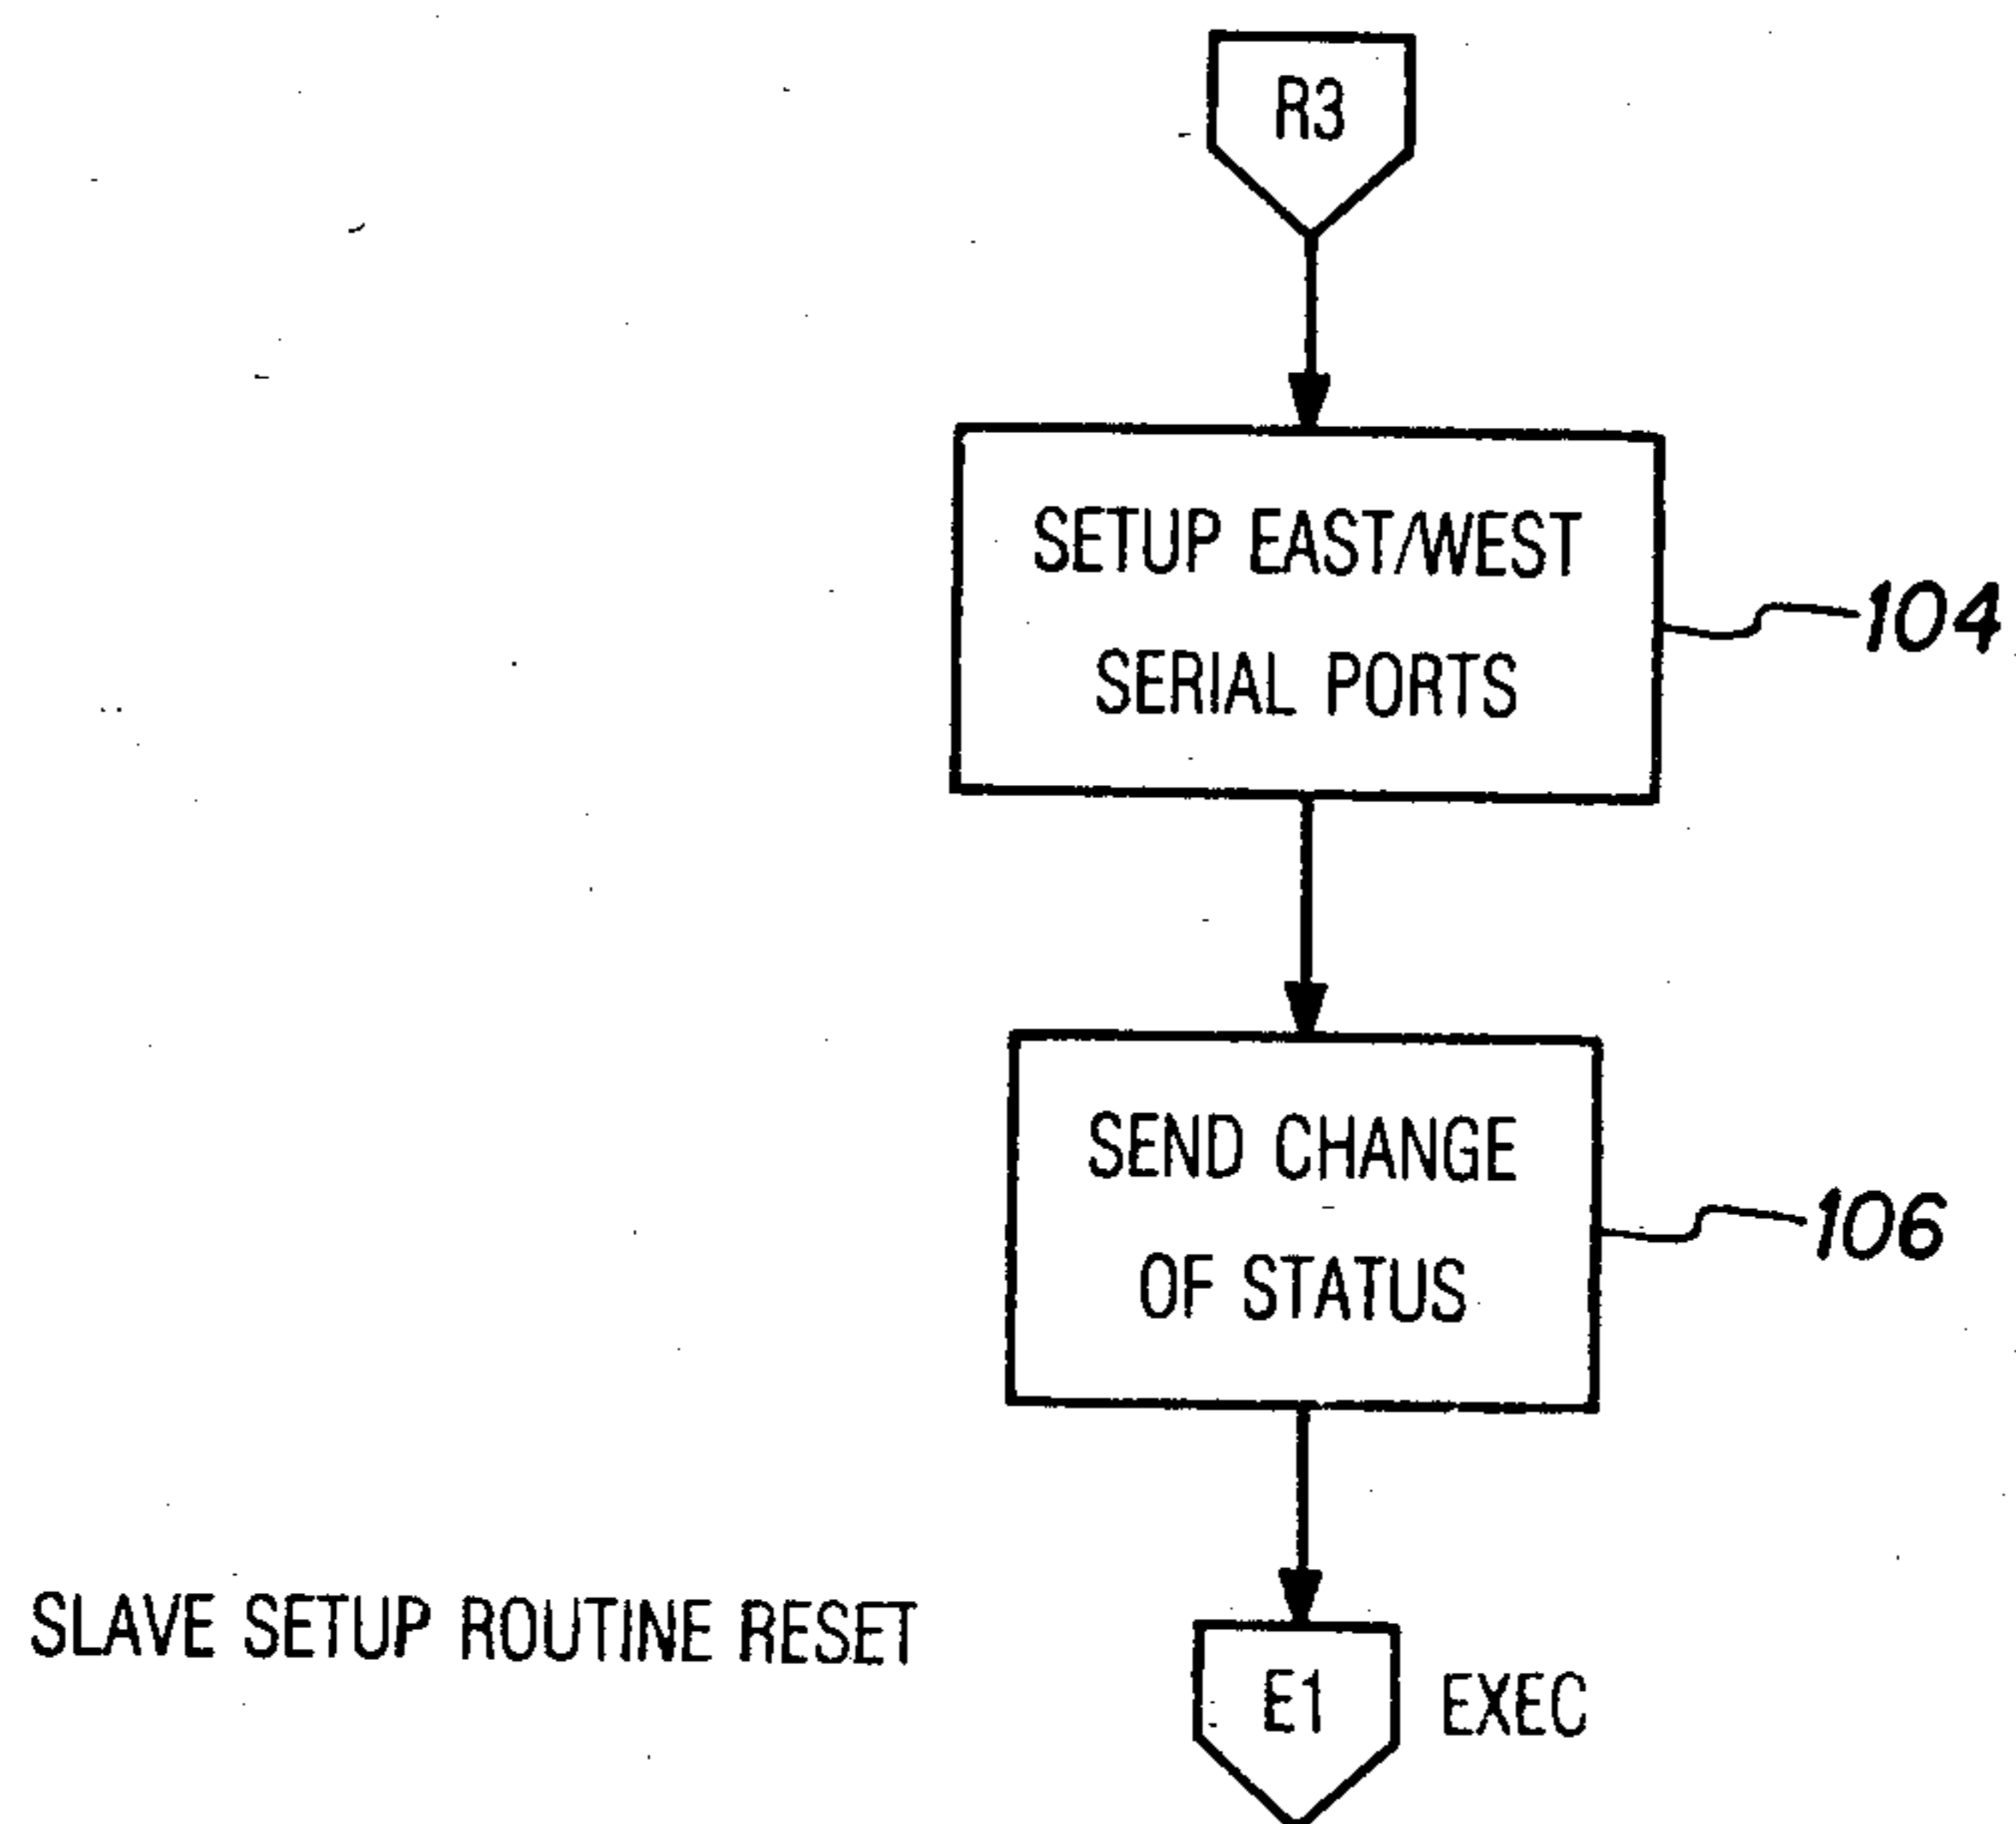 R3
SETUP EAST/WEST
SERIAL PORTS
104
SEND CHANGE
OF STATUS
106
SLAVE SETUP ROUTINE RESET
E1
EXEC